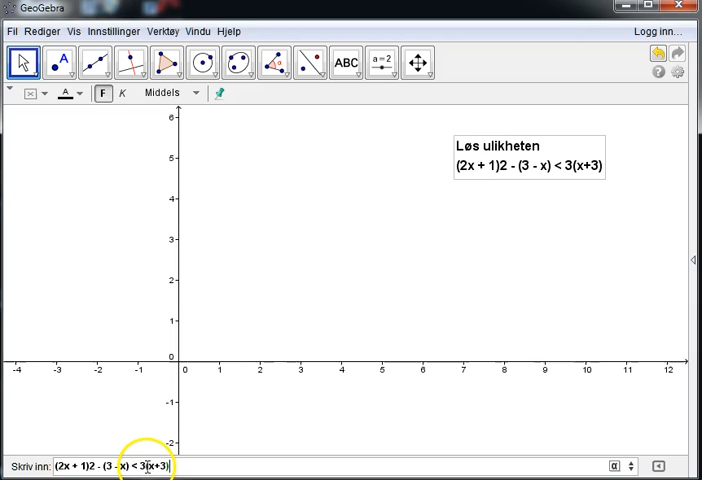 GeoGebra
Fil Rediger Vis Innstillinger Verktøy Vindu Hjelp Logg inn...
A α ABC a = 2
A F K Middels
Løs ulikheten
(2x + 1)2 - (3 - x) < 3(x+3)
6
5
4
3
2
1
0
-4 -3 -2 -1 0 1 2 3 4 5 6 7 8 9 10 11 12
-1
-2
Skriv inn: (2x + 1)2 - (3 - x) < 3(x+3) α